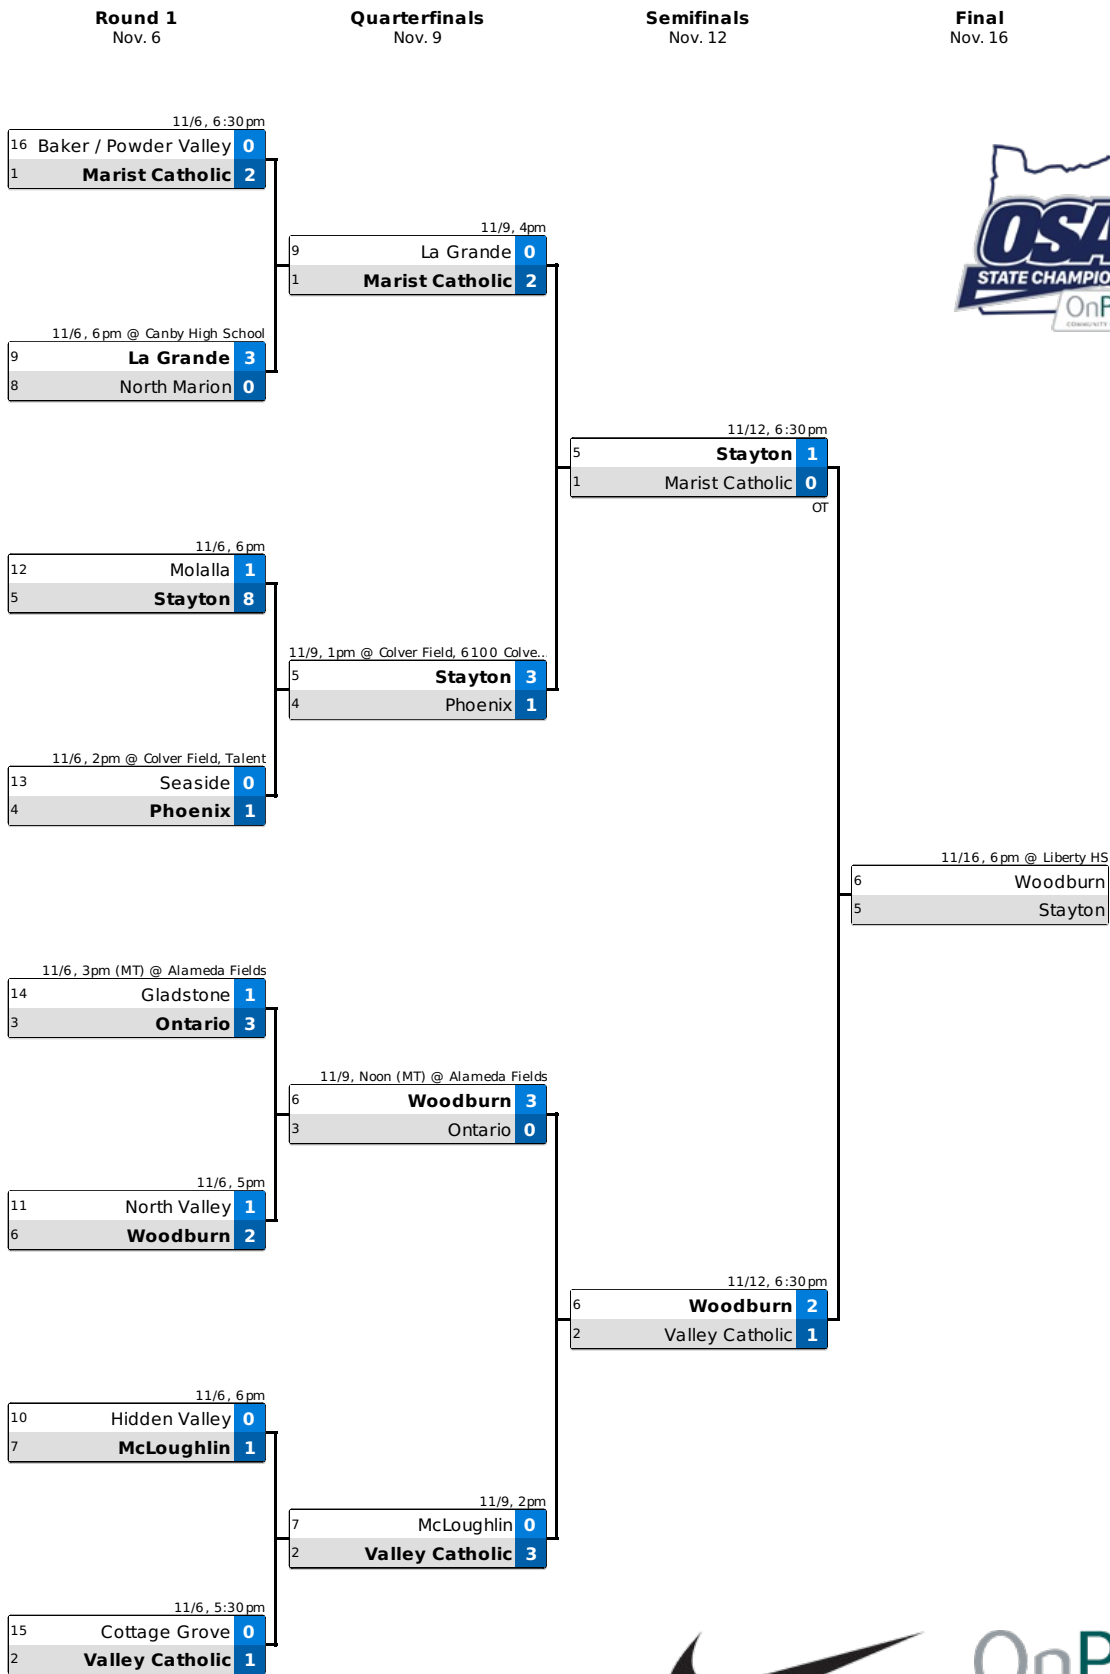 Round 1
Nov. 6
Quarterfinals
Nov. 9
Semifinals
Nov. 12
Final
Nov. 16
11/6, 6:30pm
16 Baker / Powder Valley 0
1 Marist Catholic 2
11/6, 6pm @ Canby High School
9 La Grande 3
8 North Marion 0
11/6, 6pm
12 Molalla 1
5 Stayton 8
11/6, 2pm @ Colver Field, Talent
13 Seaside 0
4 Phoenix 1
11/6, 3pm (MT) @ Alameda Fields
14 Gladstone 1
3 Ontario 3
11/6, 5pm
11 North Valley 1
6 Woodburn 2
11/6, 6pm
10 Hidden Valley 0
7 McLoughlin 1
11/6, 5:30pm
15 Cottage Grove 0
2 Valley Catholic 1
11/9, 4pm
9 La Grande 0
1 Marist Catholic 2
11/9, 1pm @ Colver Field, 6100 Colve...
5 Stayton 3
4 Phoenix 1
11/9, Noon (MT) @ Alameda Fields
6 Woodburn 3
3 Ontario 0
11/9, 2pm
7 McLoughlin 0
2 Valley Catholic 3
11/12, 6:30pm
5 Stayton 1
1 Marist Catholic 0
OT
11/12, 6:30pm
6 Woodburn 2
2 Valley Catholic 1
11/16, 6pm @ Liberty HS
6 Woodburn
5 Stayton
OSA
STATE CHAMPIO
OnP
COMMUNITY
OnP